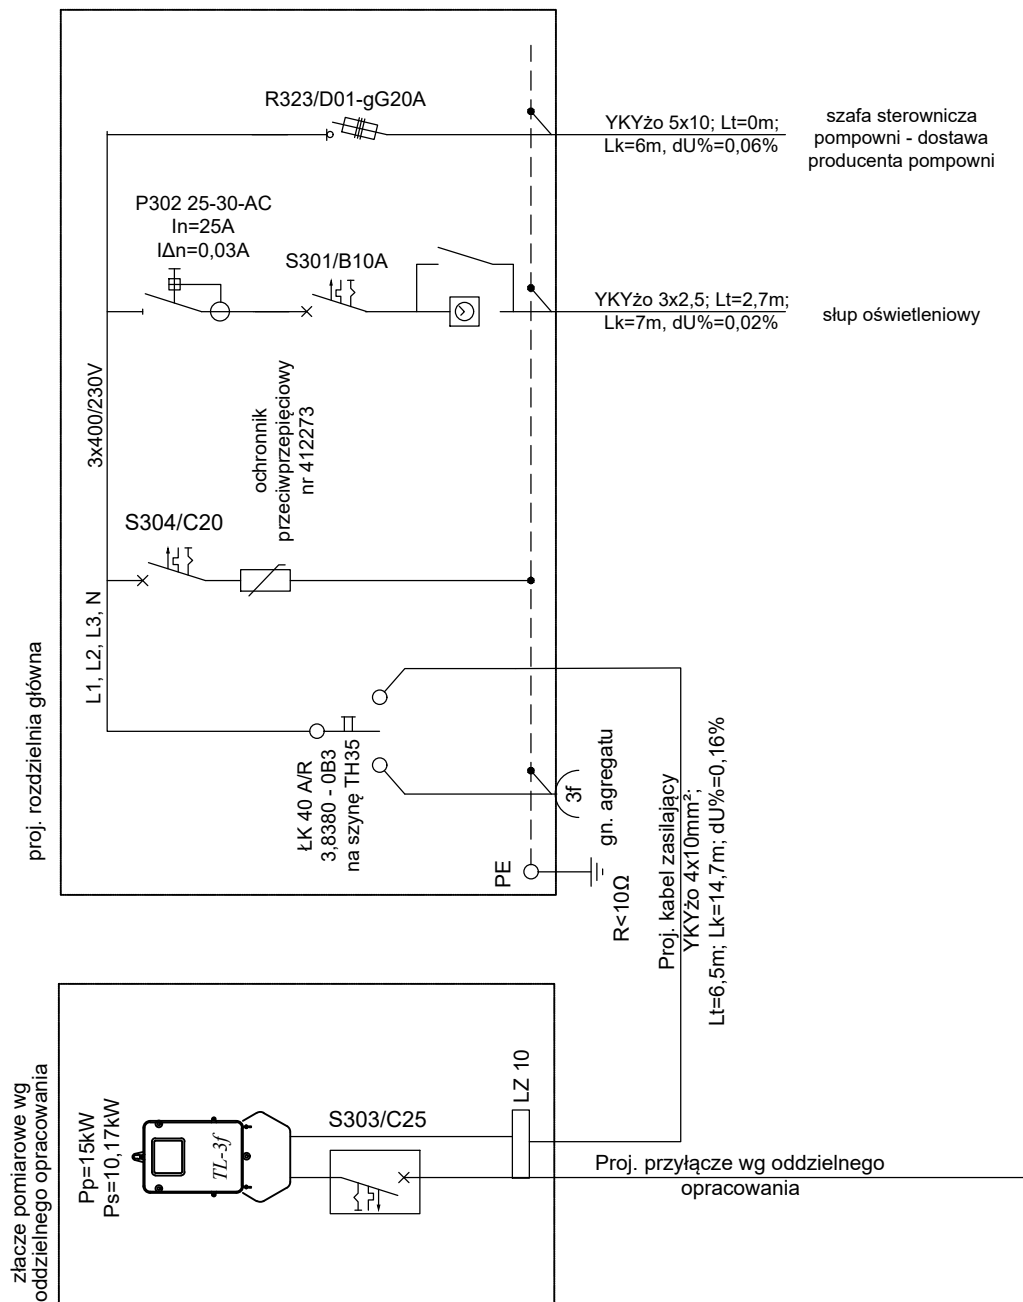 R323/D01-gG20A
YKYżo 5x10; Lt=0m;
Lk=6m, dU%=0,06%
szafa sterownicza
pompowni - dostawa
producenta pompowni
P302 25-30-AC
In=25A
IΔn=0,03A
S301/B10A
YKYżo 3x2,5; Lt=2,7m;
Lk=7m, dU%=0,02%
słup oświetleniowy
3x400/230V
ochronnik
przeciwprzepięciowy
nr 412273
S304/C20
L1, L2, L3, N
proj. rozdzielnia główna
ŁK 40 A/R
3,8380 - 0B3
na szynę TH35
3f
gn. agregatu
PE
R<10Ω
Proj. kabel zasilający
YKYżo 4x10mm²;
Lt=6,5m; Lk=14,7m; dU%=0,16%
złacze pomiarowe wg
oddzielnego opracowania
Pp=15kW
Ps=10,17kW
TL-3f
S303/C25
LZ 10
Proj. przyłącze wg oddzielnego
opracowania